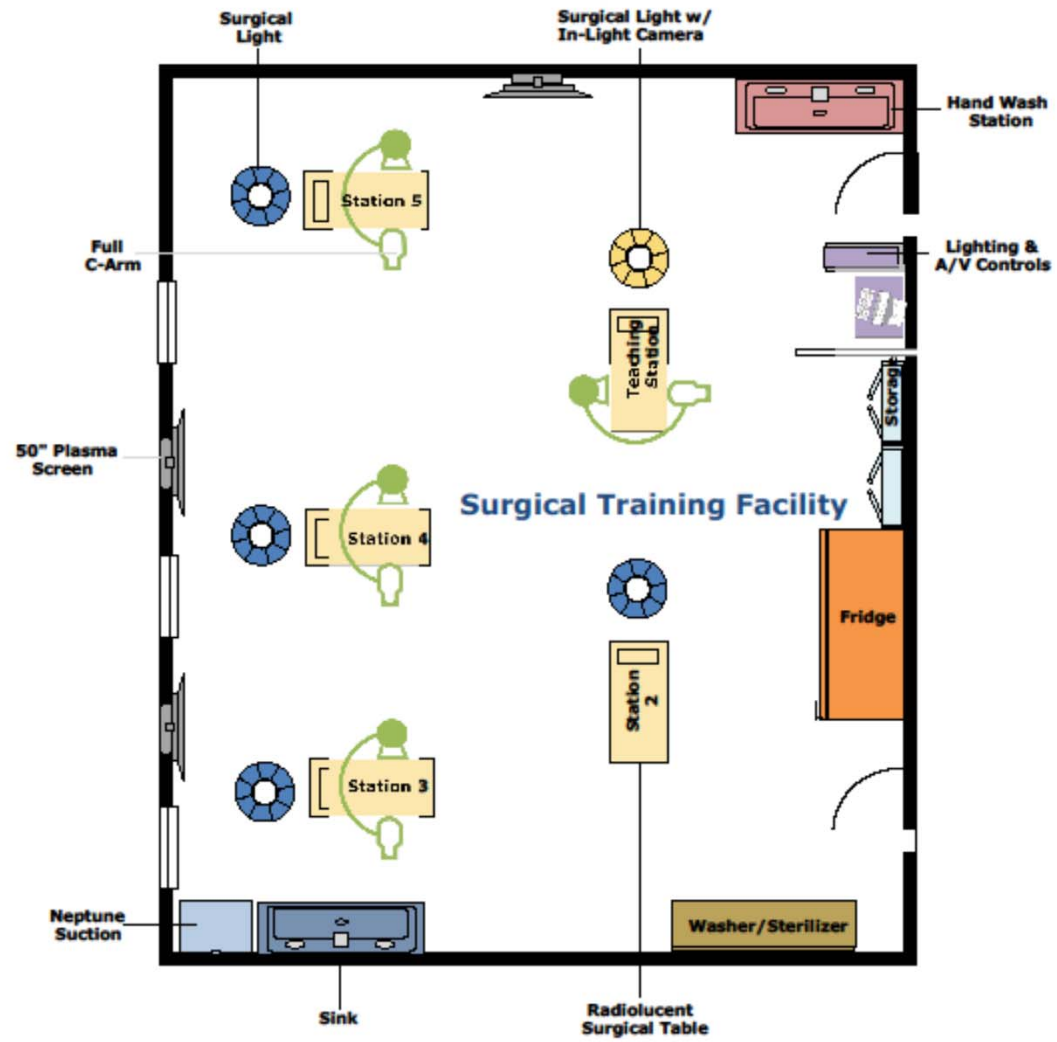 Surgical
Light
Surgical Light w/
In-Light Camera
Hand Wash
Station
Station 5
Full
C-Arm
Lighting &
A/V Controls
Teaching
Station
Storage
50" Plasma
Screen
Surgical Training Facility
Station 4
Fridge
Station
2
Station 3
Neptune
Suction
Washer/Sterilizer
Sink
Radiolucent
Surgical Table